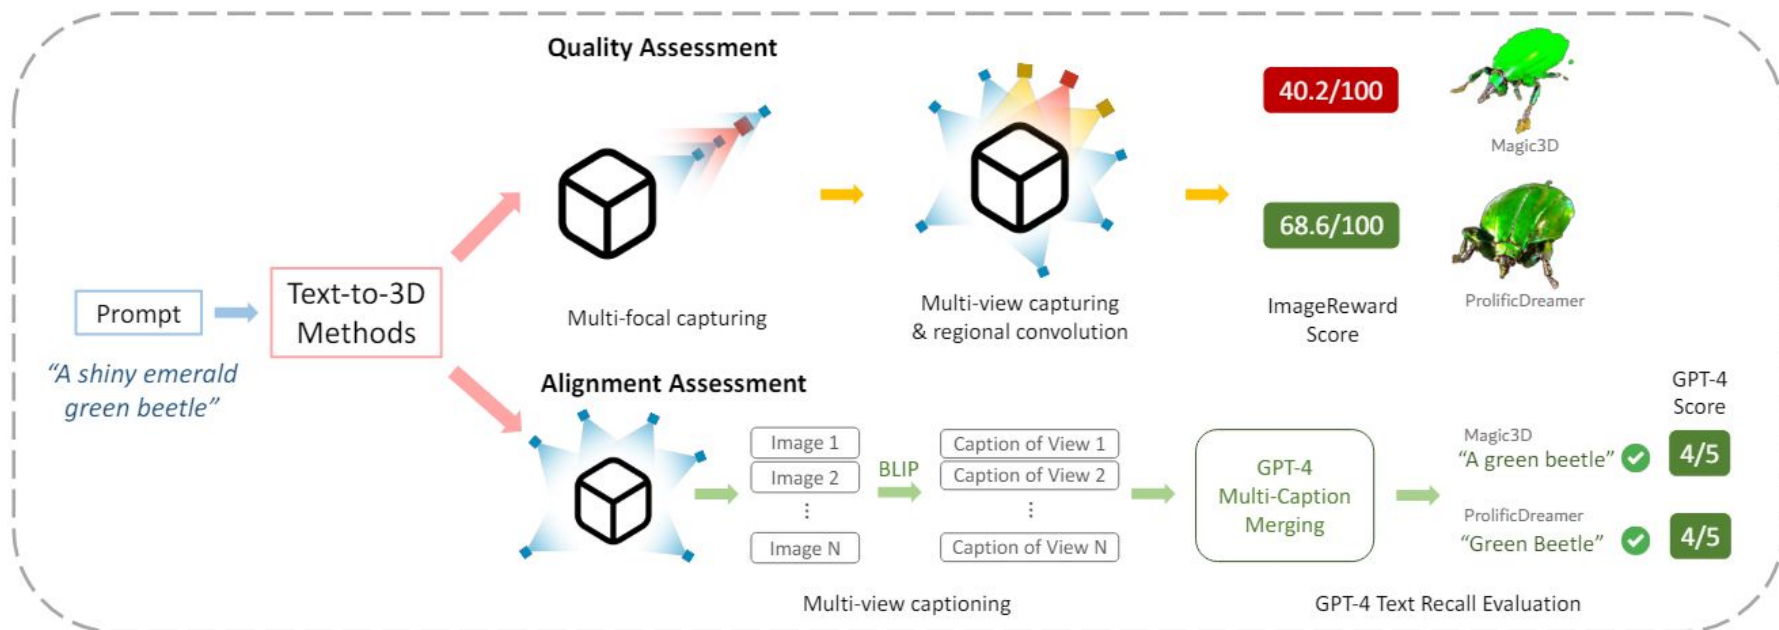 Quality Assessment
40.2/100
Magic3D
68.6/100
ProlificDreamer
Multi-focal capturing
Multi-view capturing
& regional convolution
ImageReward
Score
Prompt
Text-to-3D
Methods
“A shiny emerald
green beetle”
Alignment Assessment
Image 1
Image 2
⋮
Image N
BLIP
Caption of View 1
Caption of View 2
⋮
Caption of View N
GPT-4
Multi-Caption
Merging
GPT-4
Score
Magic3D
“A green beetle”
4/5
ProlificDreamer
“Green Beetle”
4/5
Multi-view captioning
GPT-4 Text Recall Evaluation